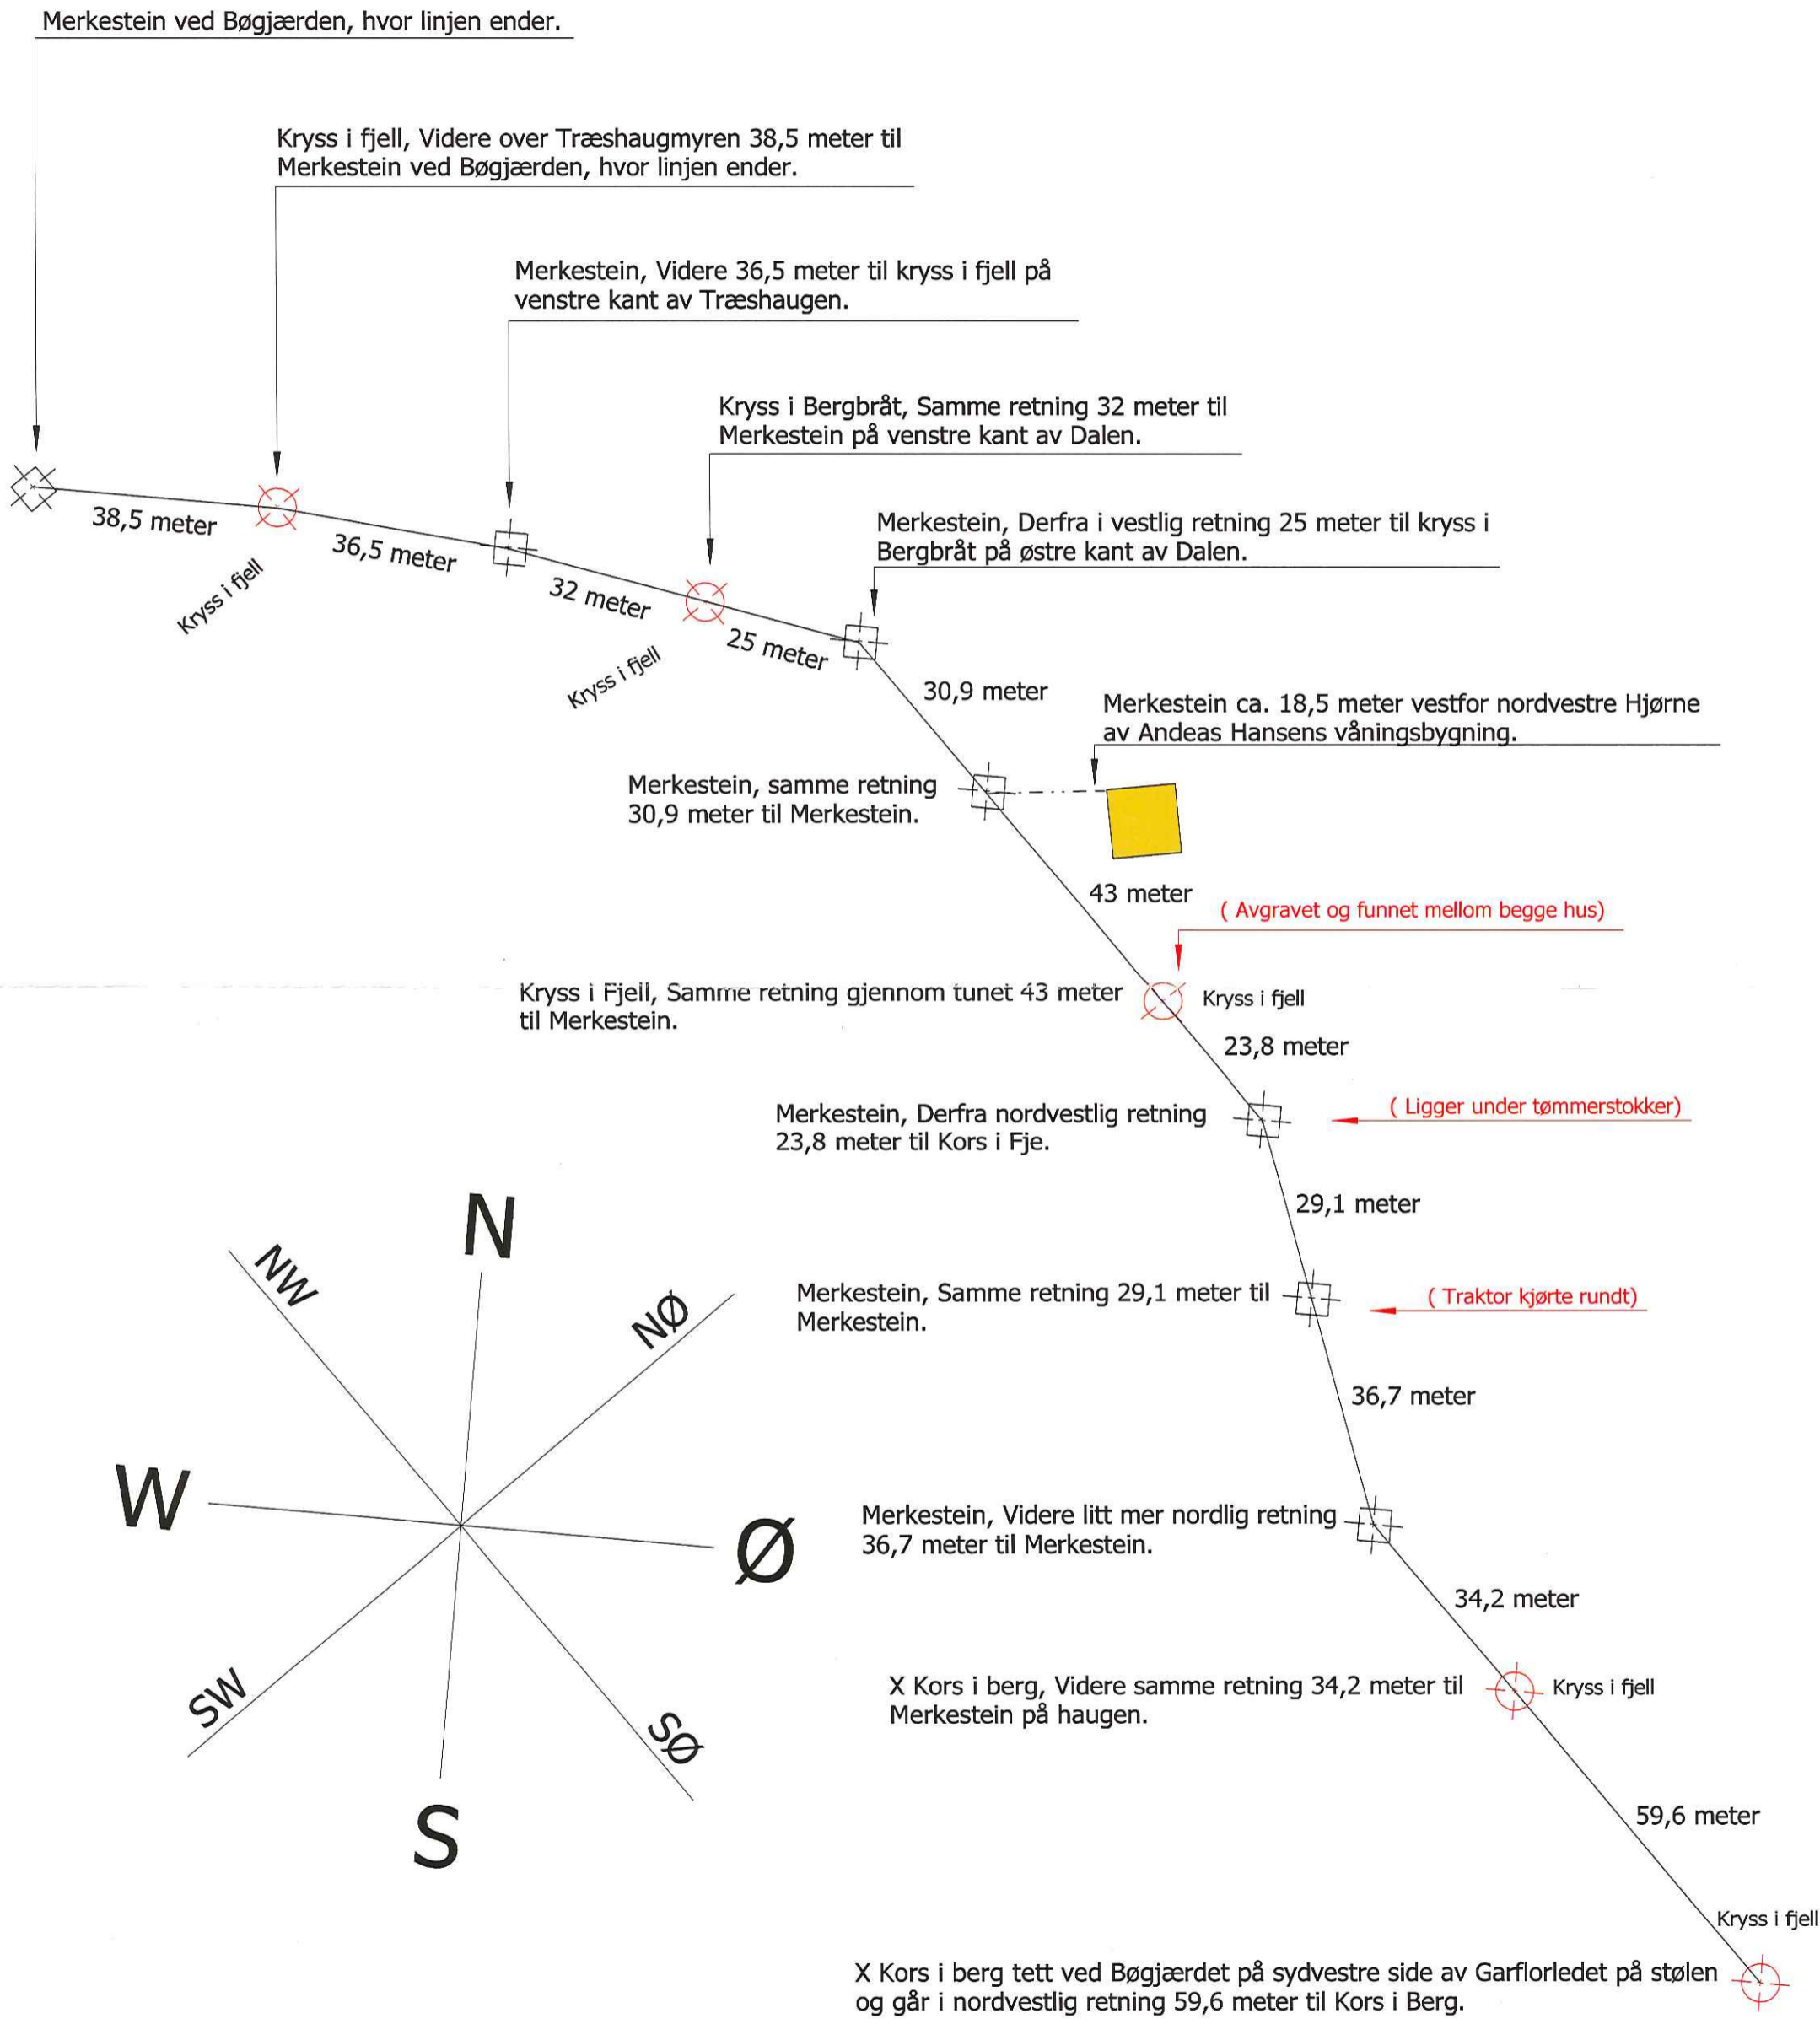 Merkestein ved Bøgjærden, hvor linjen ender.
Kryss i fjell, Videre over Træshaugmyren 38,5 meter til
Merkestein ved Bøgjærden, hvor linjen ender.
Merkestein, Videre 36,5 meter til kryss i fjell på
venstre kant av Træshaugen.
Kryss i Bergbråt, Samme retning 32 meter til
Merkestein på venstre kant av Dalen.
Merkestein, Derfra i vestlig retning 25 meter til kryss i
Bergbråt på østre kant av Dalen.
38,5 meter
Kryss i fjell
36,5 meter
32 meter
Kryss i fjell
25 meter
30,9 meter
Merkestein ca. 18,5 meter vestfor nordvestre Hjørne
av Andeas Hansens våningsbygning.
Merkestein, samme retning
30,9 meter til Merkestein.
43 meter
( Avgravet og funnet mellom begge hus)
Kryss i Fjell, Samme retning gjennom tunet 43 meter
til Merkestein.
Kryss i fjell
23,8 meter
Merkestein, Derfra nordvestlig retning
23,8 meter til Kors i Fje.
( Ligger under tømmerstokker)
29,1 meter
Merkestein, Samme retning 29,1 meter til
Merkestein.
( Traktor kjørte rundt)
36,7 meter
Merkestein, Videre litt mer nordlig retning
36,7 meter til Merkestein.
34,2 meter
X Kors i berg, Videre samme retning 34,2 meter til
Merkestein på haugen.
Kryss i fjell
59,6 meter
Kryss i fjell
X Kors i berg tett ved Bøgjærdet på sydvestre side av Garflorledet på stølen
og går i nordvestlig retning 59,6 meter til Kors i Berg.
N
NW
NØ
W
Ø
SW
SØ
S